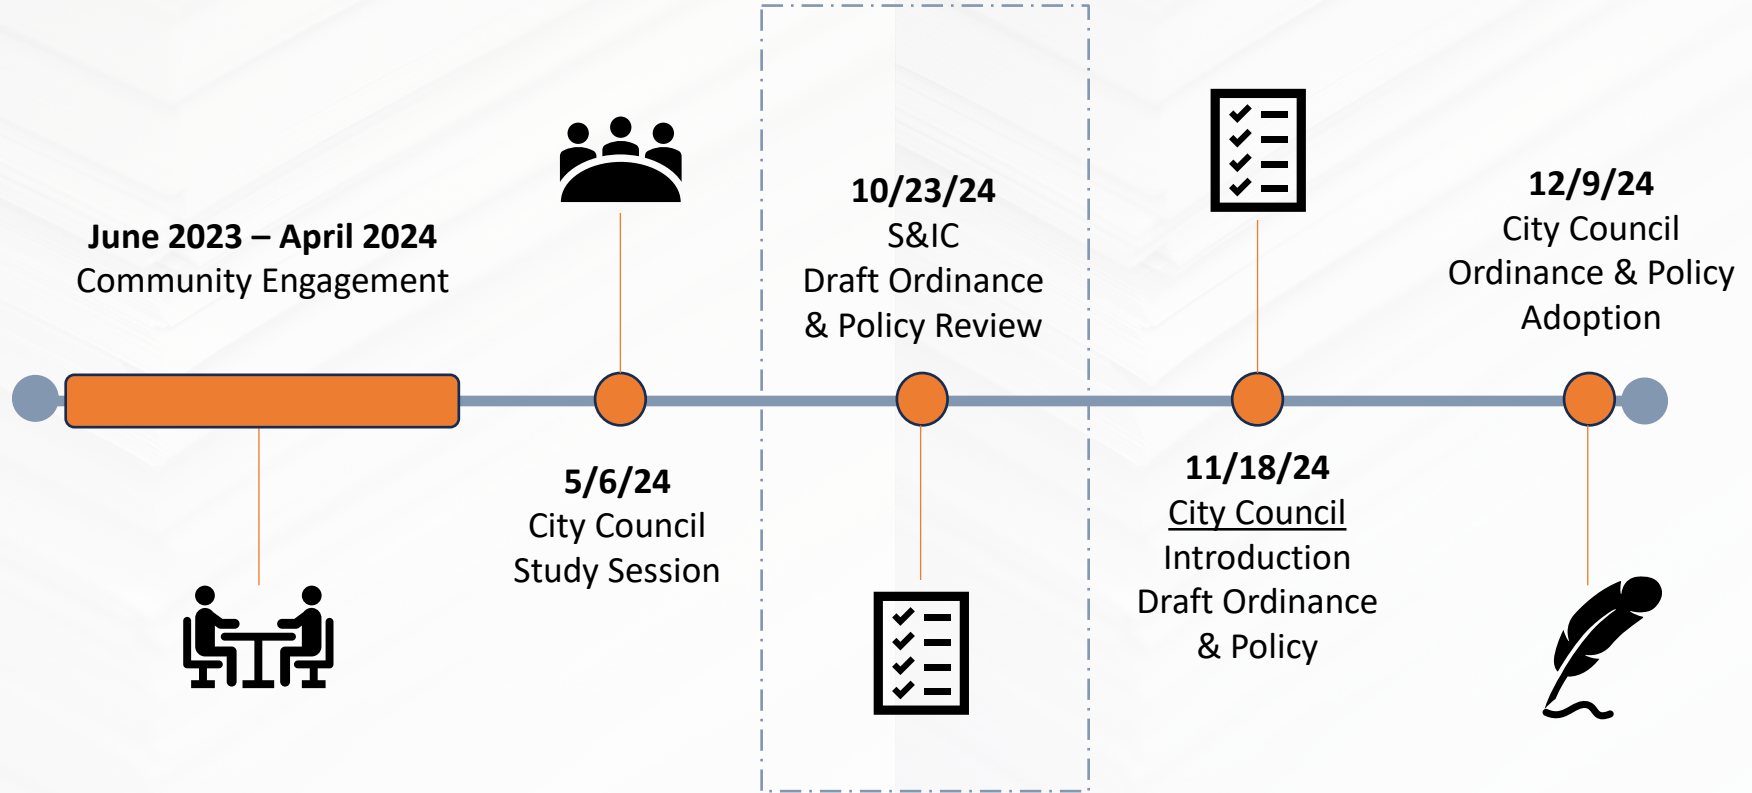 June 2023 – April 2024
Community Engagement
5/6/24
City Council
Study Session
10/23/24
S&IC
Draft Ordinance
& Policy Review
11/18/24
City Council
Introduction
Draft Ordinance
& Policy
12/9/24
City Council
Ordinance & Policy
Adoption